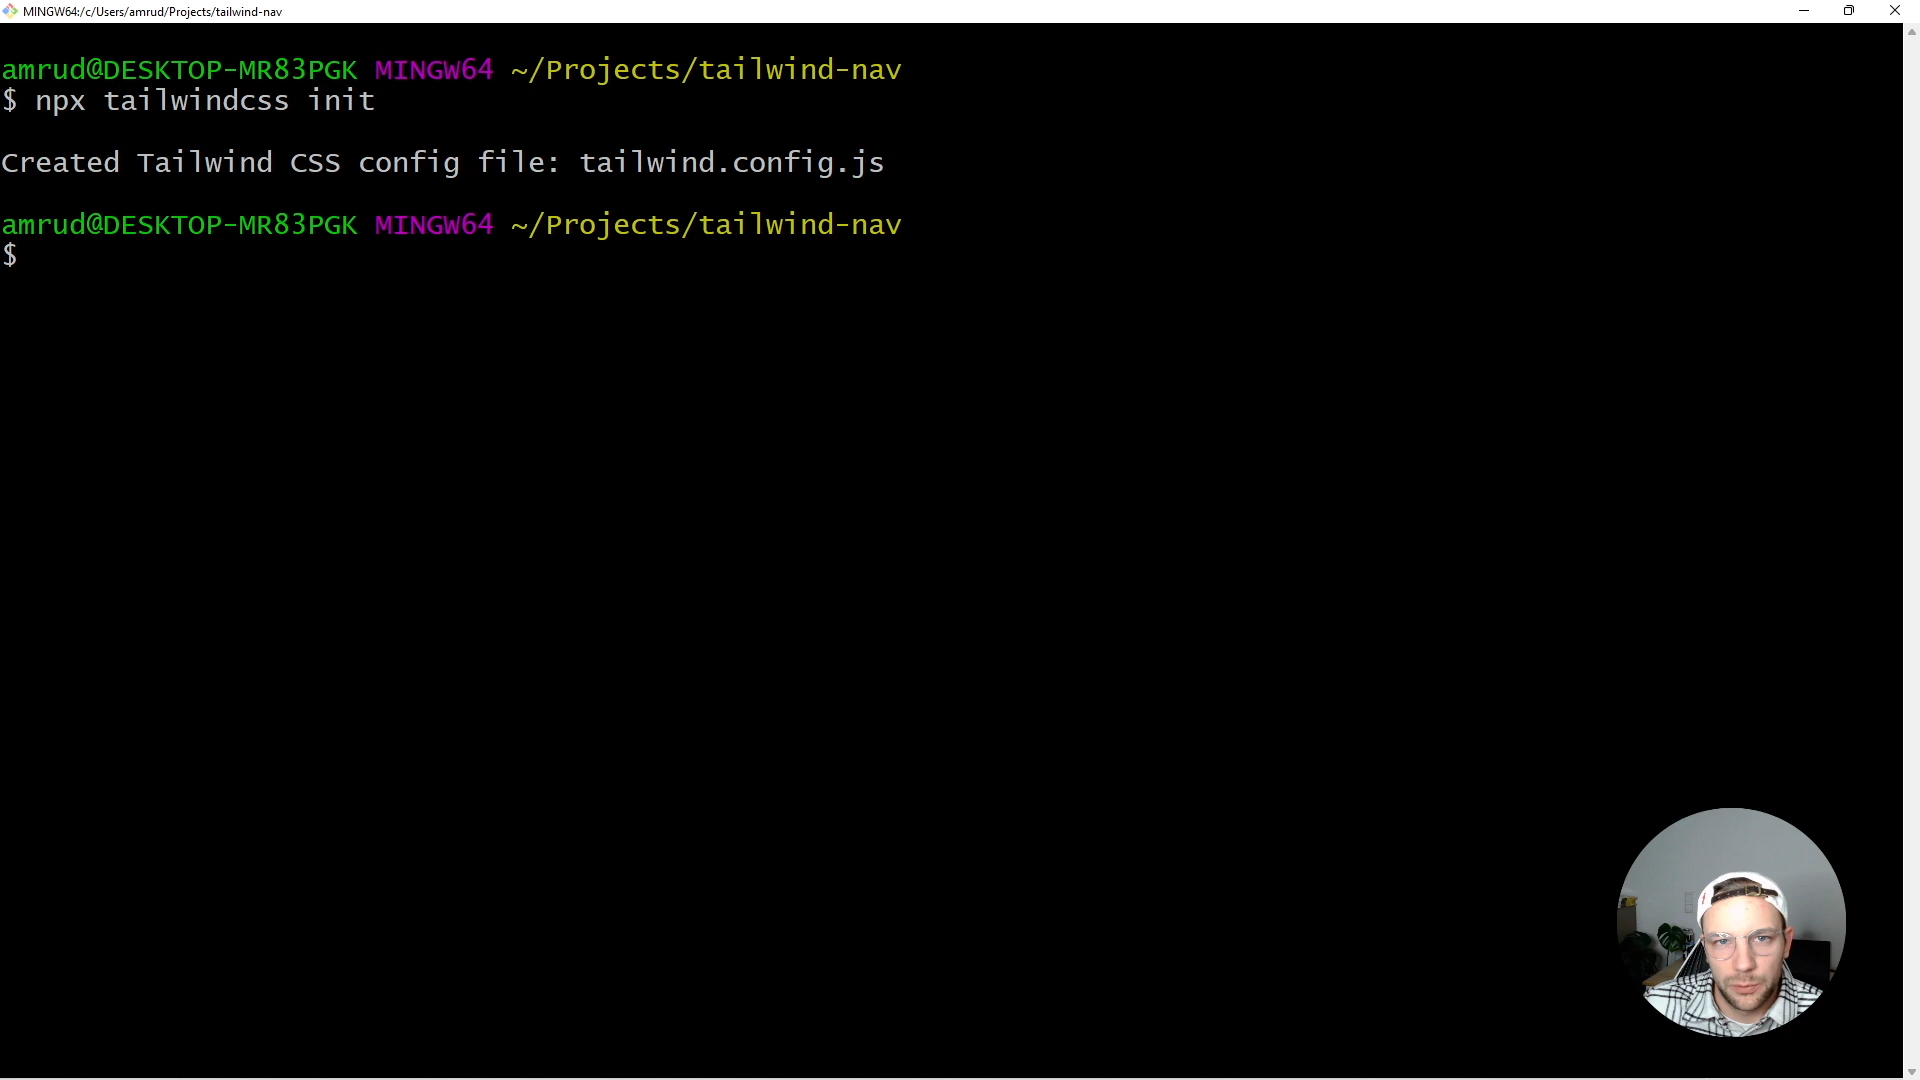 MINGW64:/c/Users/amrud/Projects/tailwind-nav
amrud@DESKTOP-MR83PGK MINGW64 ~/Projects/tailwind-nav
$ npx tailwindcss init
Created Tailwind CSS config file: tailwind.config.js
amrud@DESKTOP-MR83PGK MINGW64 ~/Projects/tailwind-nav
$